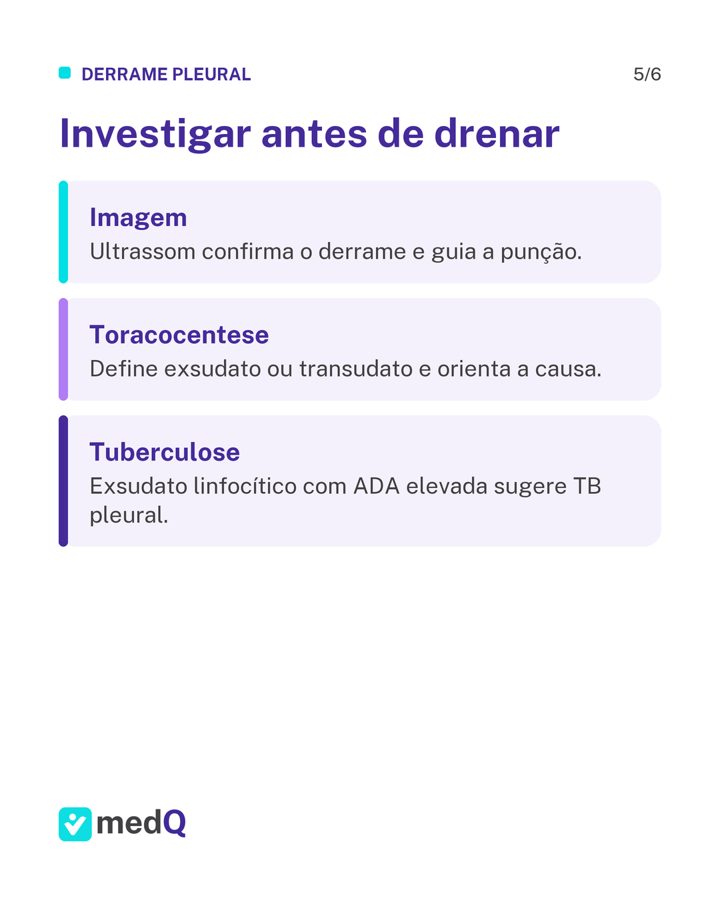 DERRAME PLEURAL
5/6
Investigar antes de drenar
Imagem
Ultrassom confirma o derrame e guia a punção.
Toracocentese
Define exsudato ou transudato e orienta a causa.
Tuberculose
Exsudato linfocítico com ADA elevada sugere TB
pleural.
medQ